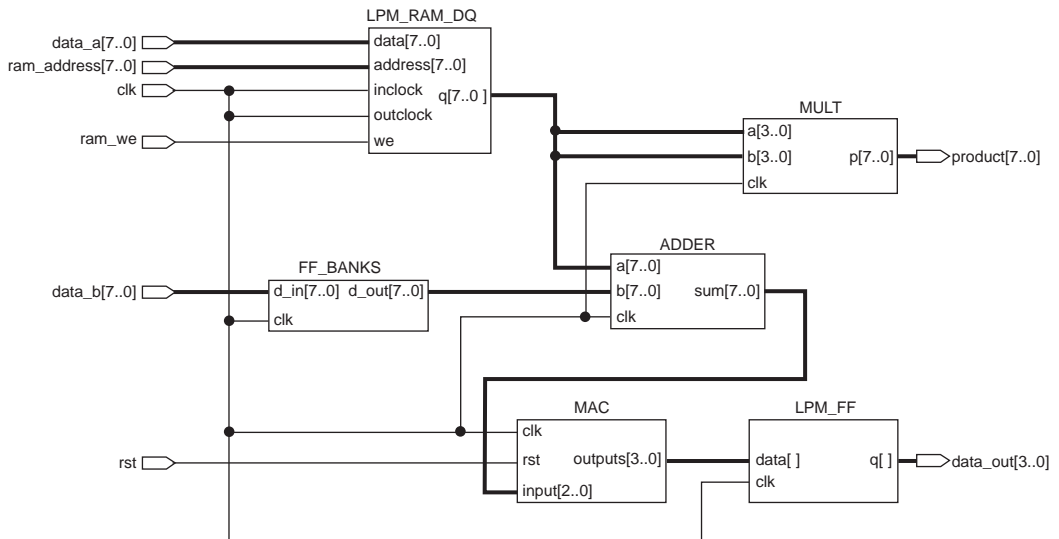 LPM_RAM_DQ
data_a[7..0]
data[7..0]
ram_address[7..0]
address[7..0]
clk
inclock
q[7..0 ]
outclock
ram_we
we
MULT
a[3..0]
b[3..0]
p[7..0]
product[7..0]
clk
ADDER
a[7..0]
b[7..0]
sum[7..0]
clk
FF_BANKS
data_b[7..0]
d_in[7..0]
d_out[7..0]
clk
MAC
clk
rst
rst
outputs[3..0]
input[2..0]
LPM_FF
data[ ]
q[ ]
data_out[3..0]
clk